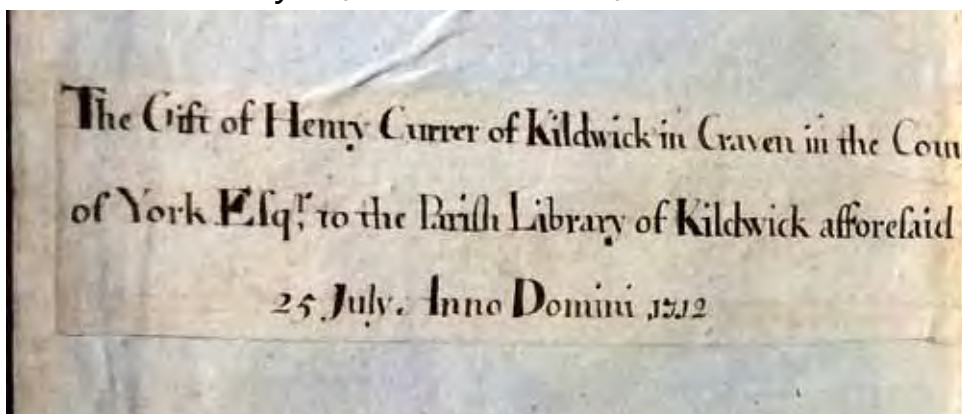 The Gift of Henry Currer of Kildwick in Craven in the Coun
of York Eſqr. to the Pariſh Library of Kildwick afforeſaid
25 July. Anno Domini 1712